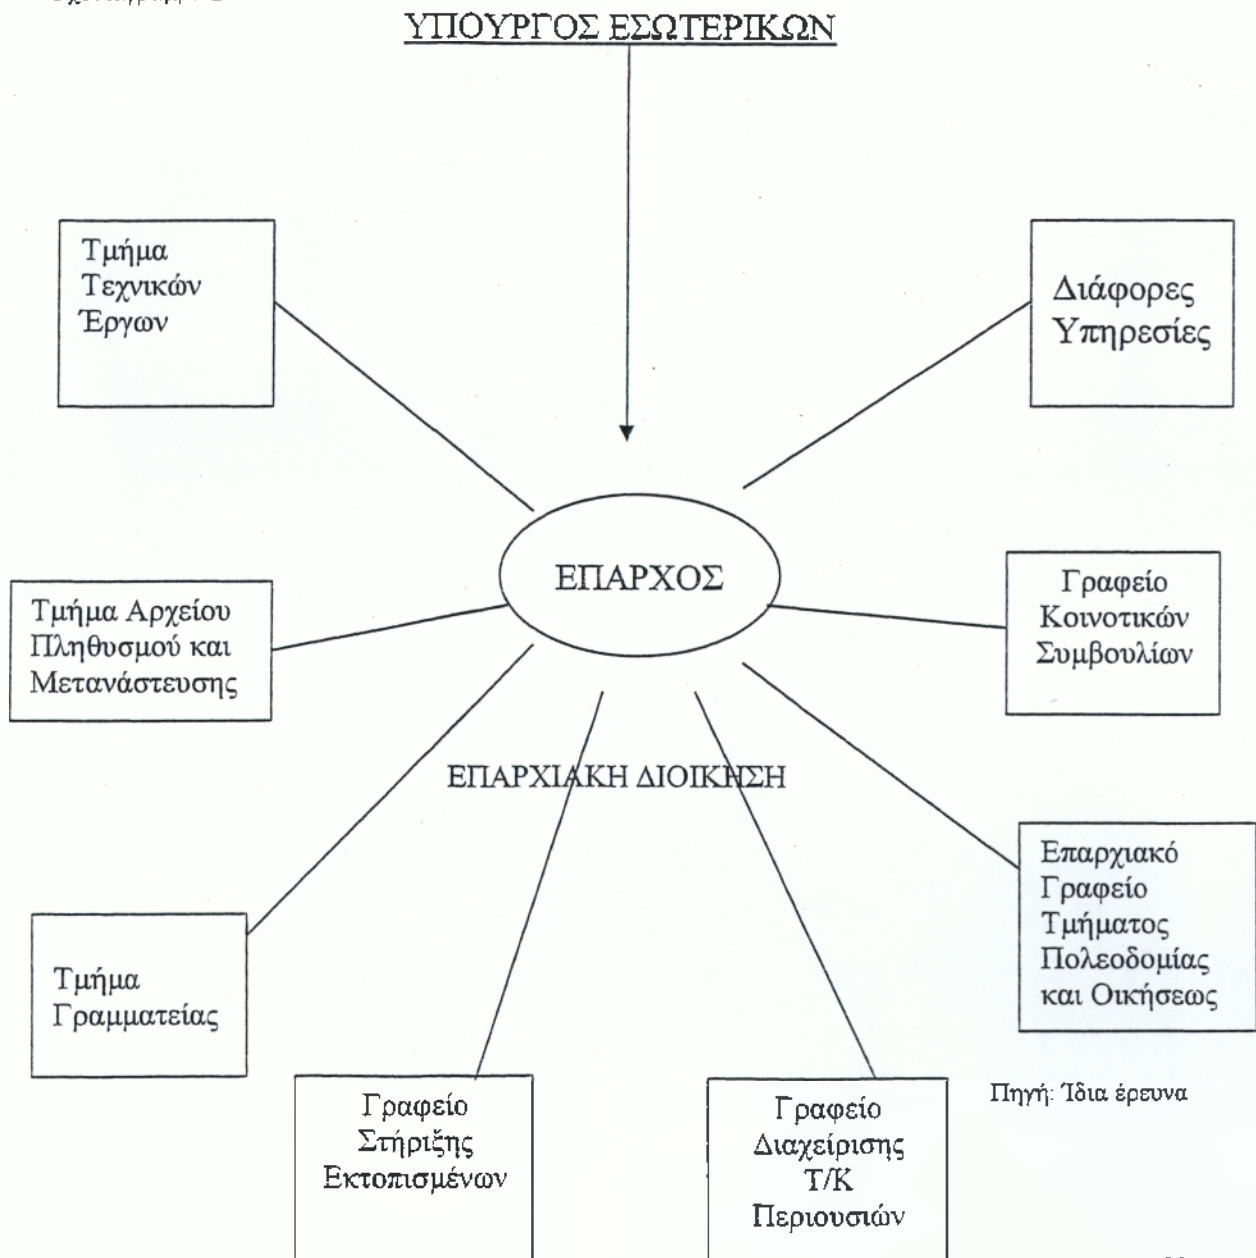 ΥΠΟΥΡΓΟΣ ΕΣΩΤΕΡΙΚΩΝ
Τμήμα
Τεχνικών
Έργων
Διάφορες
Υπηρεσίες
ΕΠΑΡΧΟΣ
Τμήμα Αρχείου
Πληθυσμού και
Μετανάστευσης
Γραφείο
Κοινοτικών
Συμβουλίων
ΕΠΑΡΧΙΑΚΗ ΔΙΟΙΚΗΣΗ
Επαρχιακό
Γραφείο
Τμήματος
Πολεοδομίας
και Οικήσεως
Τμήμα
Γραμματείας
Γραφείο
Στήριξης
Εκτοπισμένων
Γραφείο
Διαχείρισης
Τ/Κ
Περιουσιών
Πηγή: Ίδια έρευνα